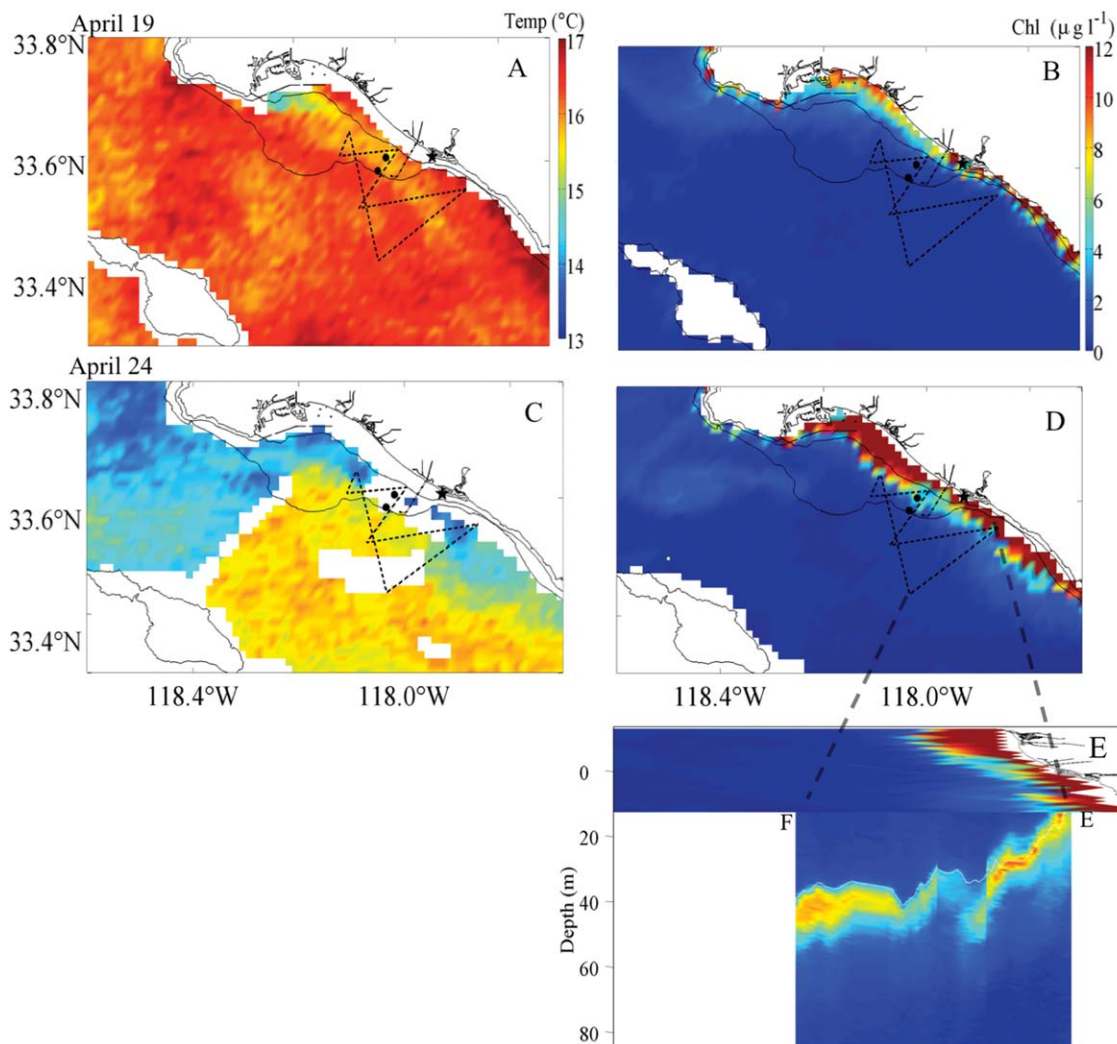 April 19
Temp (°C)
Chl (µg l⁻¹)
33.8°N
33.6°N
33.4°N
A
17
16
15
14
13
B
12
10
8
6
4
2
0
April 24
33.8°N
33.6°N
33.4°N
C
118.4°W 118.0°W
D
118.4°W 118.0°W
E
0
F E
20
40
60
80
Depth (m)